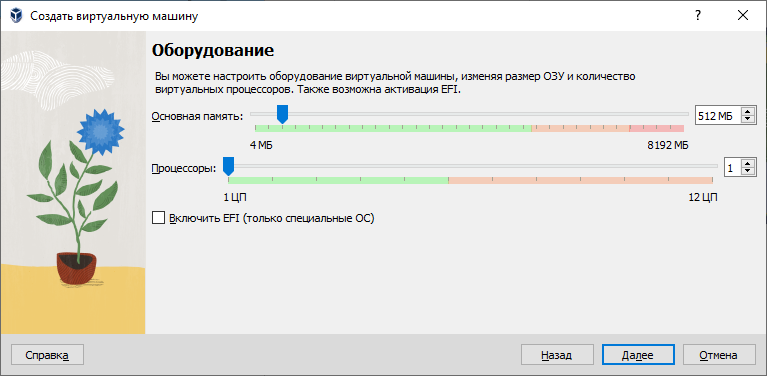 Создать виртуальную машину
Оборудование
Вы можете настроить оборудование виртуальной машины, изменяя размер ОЗУ и количество
виртуальных процессоров. Также возможна активация EFI.
Основная память: 512 МБ
4 МБ 8192 МБ
Процессоры: 1
1 ЦП 12 ЦП
Включить EFI (только специальные ОС)
Справка Назад Далее Отмена